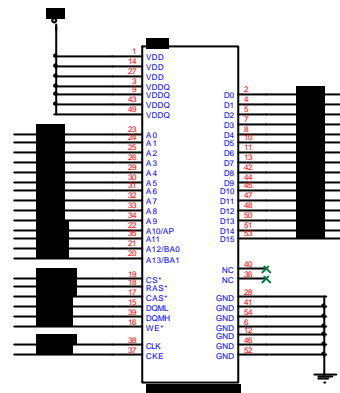 1 VDD
14 VDD
27 VDD
3 VDDQ
9 VDDQ
43 VDDQ
49 VDDQ
23 A0
24 A1
25 A2
26 A3
29 A4
30 A5
31 A6
32 A7
33 A8
34 A9
22 A10/AP
35 A11
21 A12/BA0
20 A13/BA1
19 CS*
18 RAS*
17 CAS*
15 DQML
39 DQMH
16 WE*
38 CLK
37 CKE
D0 2
D1 4
D2 5
D3 7
D4 8
D5 10
D6 11
D7 13
D8 42
D9 44
D10 45
D11 47
D12 48
D13 50
D14 51
D15 53
NC 40
NC 36
GND 28
GND 41
GND 54
GND 6
GND 12
GND 46
GND 52